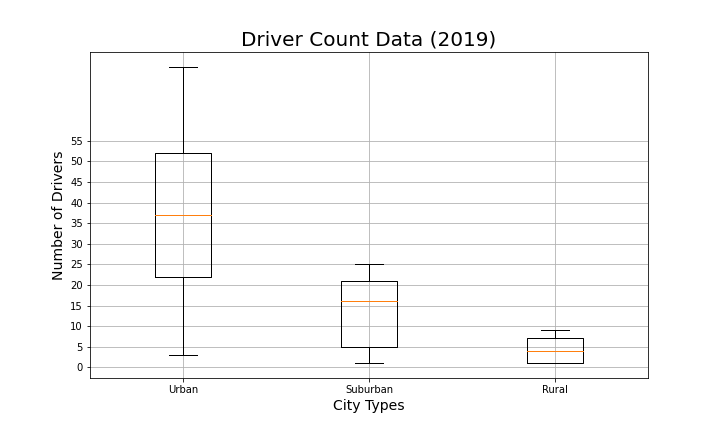 Driver Count Data (2019)
Number of Drivers
55
50
45
40
35
30
25
20
15
10
5
0
Urban
Suburban
Rural
City Types